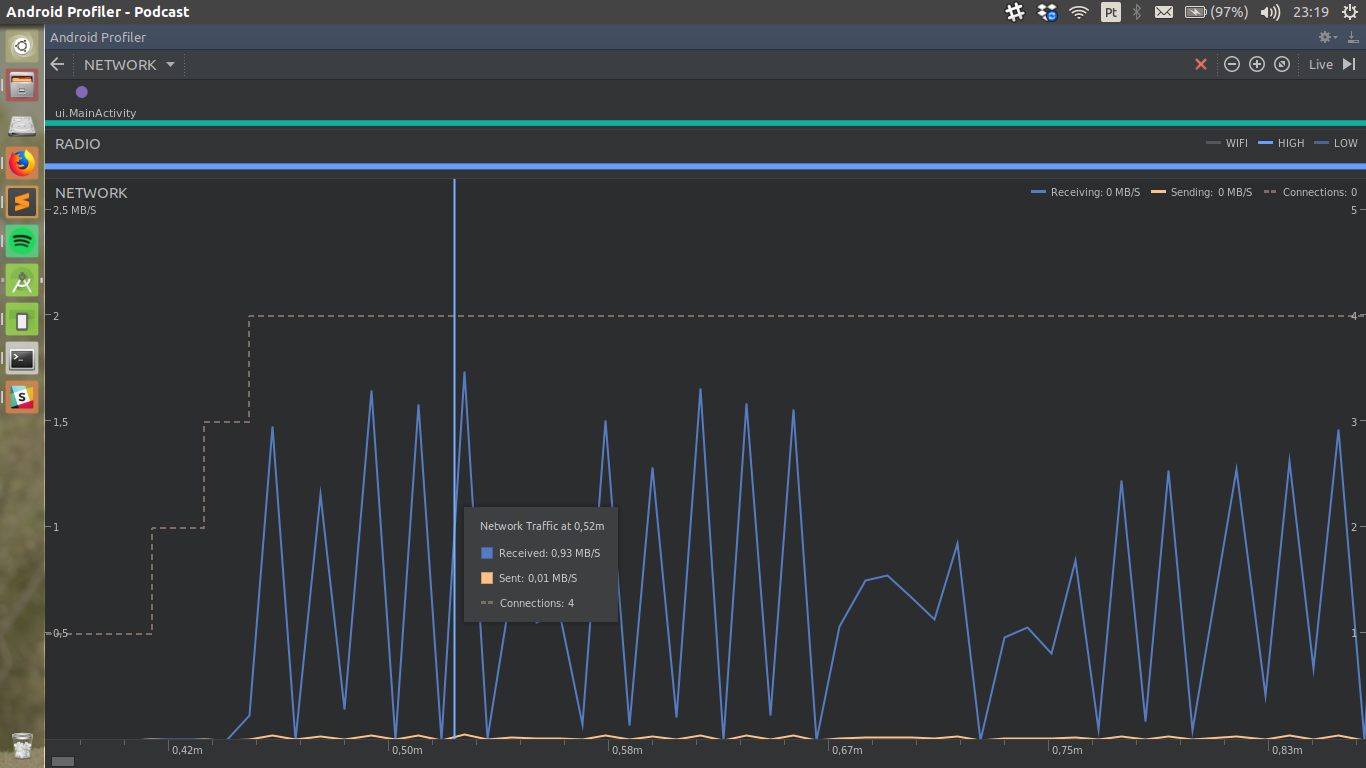 Android Profiler - Podcast
Pt
(97%)
23:19
Android Profiler
NETWORK
Live
ui.MainActivity
RADIO
WIFI
HIGH
LOW
NETWORK
Receiving: 0 MB/S
Sending: 0 MB/S
Connections: 0
2,5 MB/S
5
2
4
1,5
3
1
2
0,5
1
Network Traffic at 0,52m
Received: 0,93 MB/S
Sent: 0,01 MB/S
Connections: 4
0,42m
0,50m
0,58m
0,67m
0,75m
0,83m